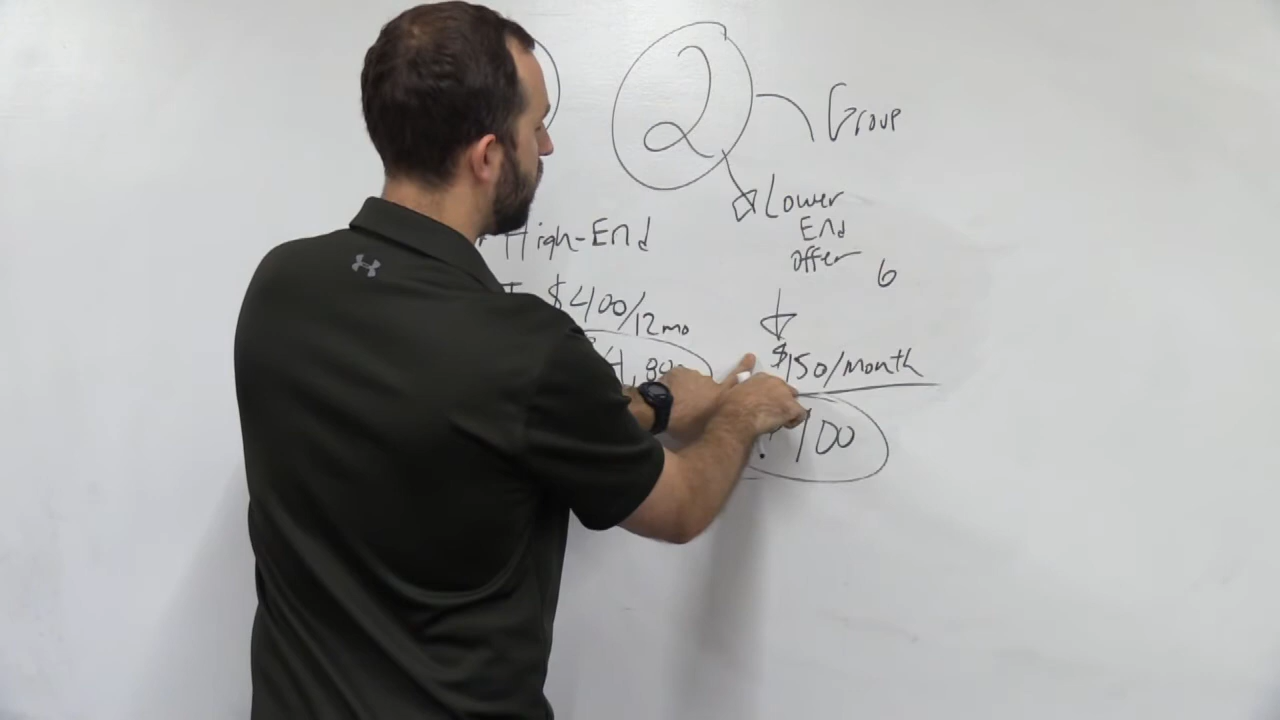 2
Group
Lower
End
offer
6
High-End
$400/12mo
$150/month
100